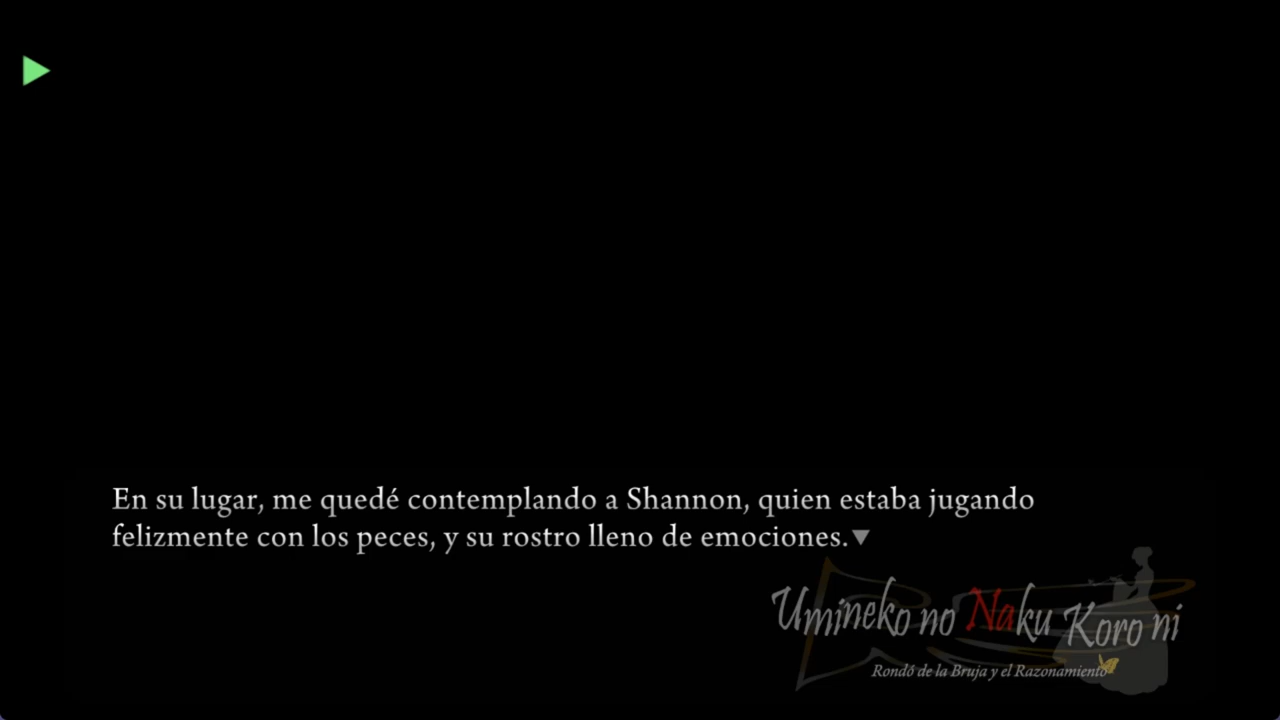 En su lugar, me quedé contemplando a Shannon, quien estaba jugando
felizmente con los peces, y su rostro lleno de emociones.
Umineko no Naku Koro ni
Rondó de la Bruja y el Razonamiento